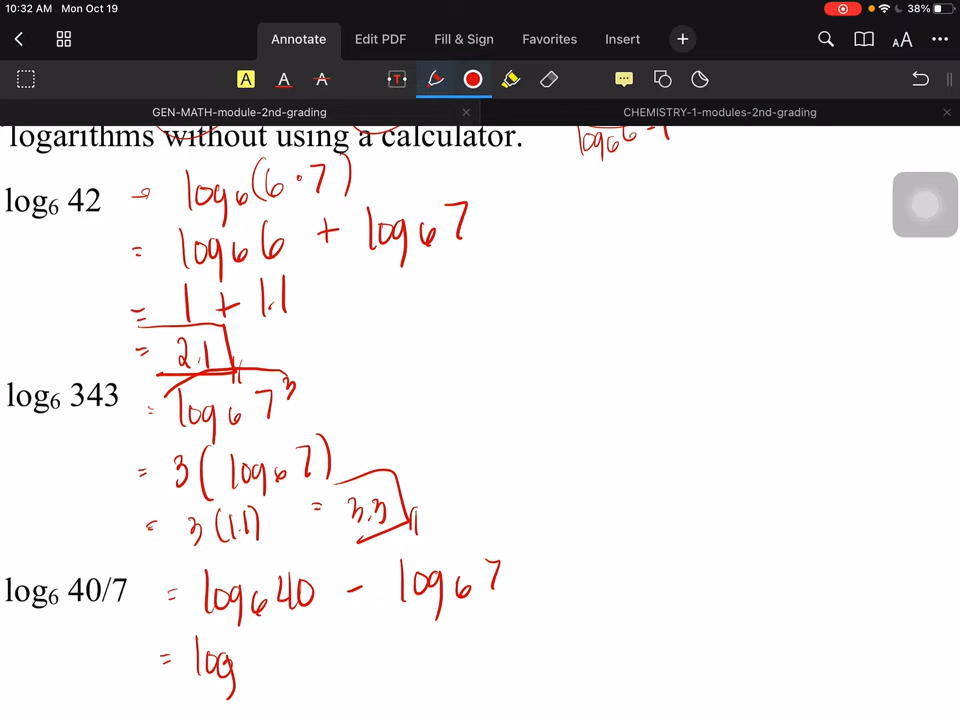 10:32 AM Mon Oct 19 38%
Annotate Edit PDF Fill & Sign Favorites Insert
GEN-MATH-module-2nd-grading CHEMISTRY-1-modules-2nd-grading
logarithms without using a calculator.
log₆ 42 → log₆(6 · 7)
= log₆ 6 + log₆ 7
= 1 + 1.1
= 2.1
log₆ 343 = log₆ 7³
= 3(log₆ 7)
= 3(1.1) = 3.3
log₆ 40/7 = log₆ 40 - log₆ 7
= log